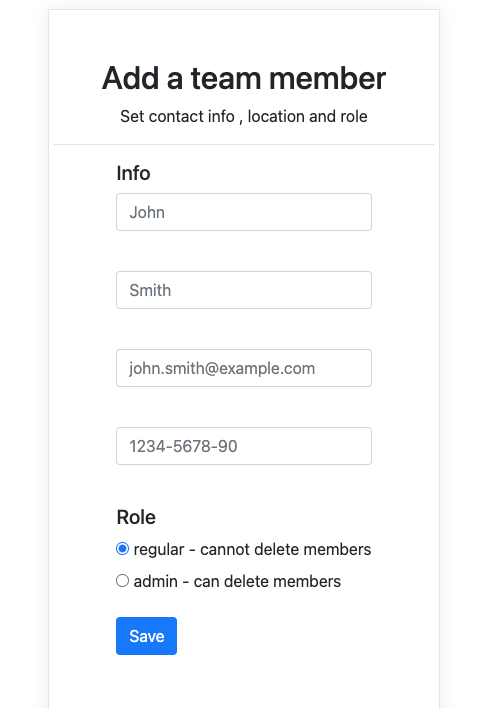 Add a team member
Set contact info , location and role
Info
John
Smith
john.smith@example.com
1234-5678-90
Role
regular - cannot delete members
admin - can delete members
Save